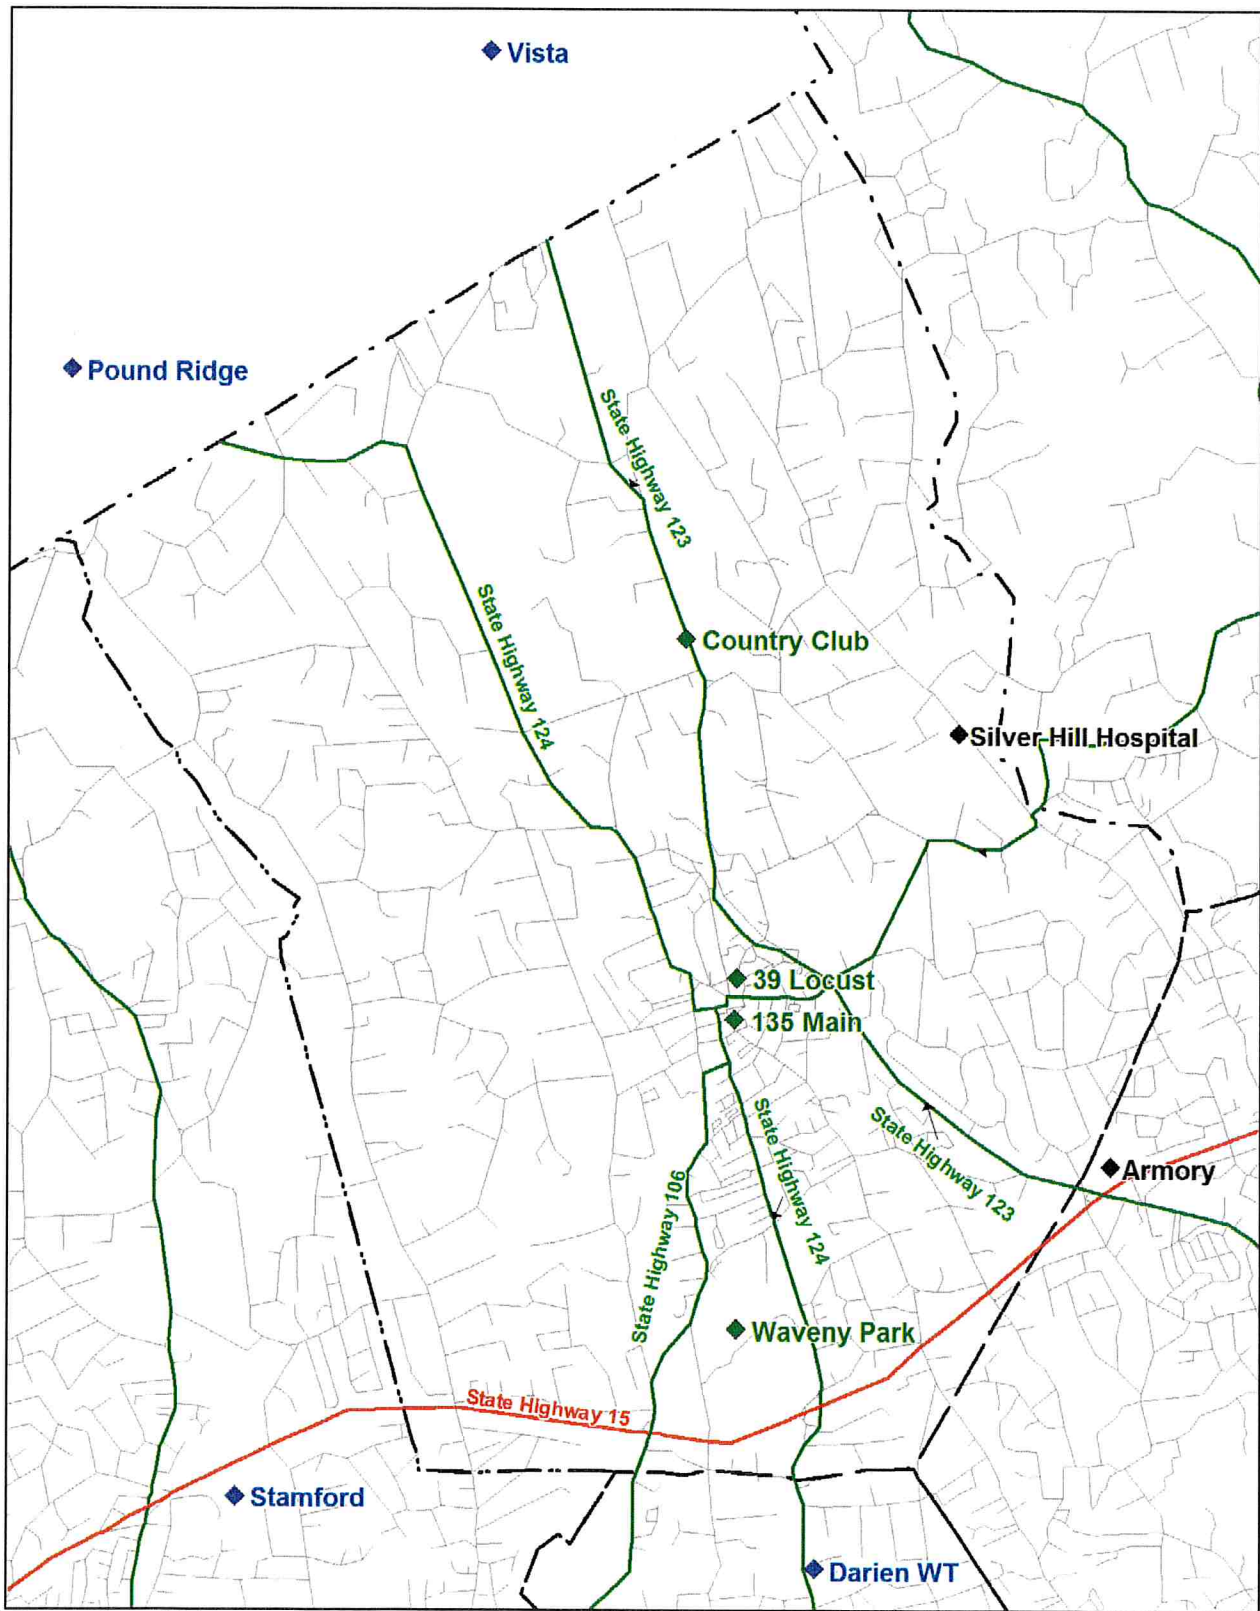 Vista
Pound Ridge
State Highway 123
State Highway 124
Country Club
Silver Hill Hospital
39 Locust
135 Main
State Highway 124
State Highway 123
Armory
State Highway 106
Waveny Park
State Highway 15
Stamford
Darien WT